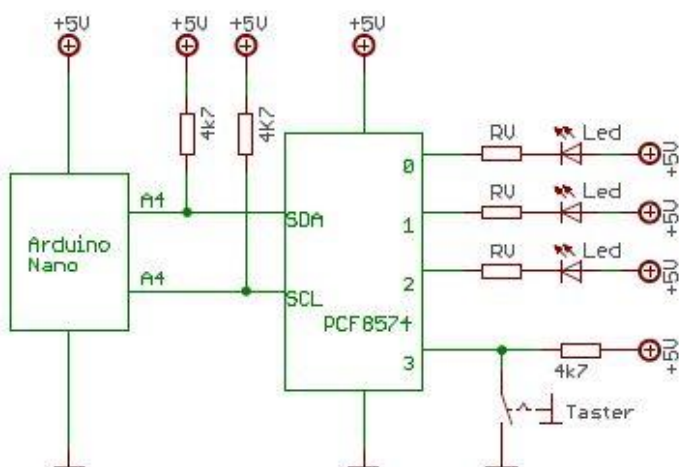 +5V
+5V
+5V
+5V
4k7
4K7
RV
Led
+5V
0
A4
SDA
RV
Led
+5V
1
Arduino
Nano
RV
Led
+5V
2
A4
SCL
PCF8574
3
4k7
+5V
Taster